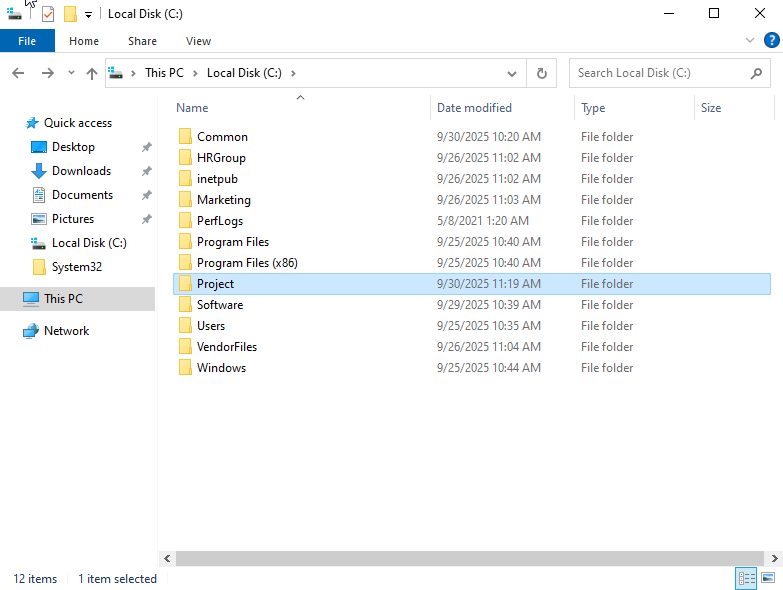 Local Disk (C:)
File Home Share View
This PC Local Disk (C:) Search Local Disk (C:)
Name Date modified Type Size
Quick access
Desktop
Downloads
Documents
Pictures
Local Disk (C:)
System32
This PC
Network
Common 9/30/2025 10:20 AM File folder
HRGroup 9/26/2025 11:02 AM File folder
inetpub 9/26/2025 11:02 AM File folder
Marketing 9/26/2025 11:03 AM File folder
PerfLogs 5/8/2021 1:20 AM File folder
Program Files 9/25/2025 10:40 AM File folder
Program Files (x86) 9/25/2025 10:40 AM File folder
Project 9/30/2025 11:19 AM File folder
Software 9/29/2025 10:39 AM File folder
Users 9/25/2025 10:35 AM File folder
VendorFiles 9/26/2025 11:04 AM File folder
Windows 9/25/2025 10:44 AM File folder
12 items 1 item selected